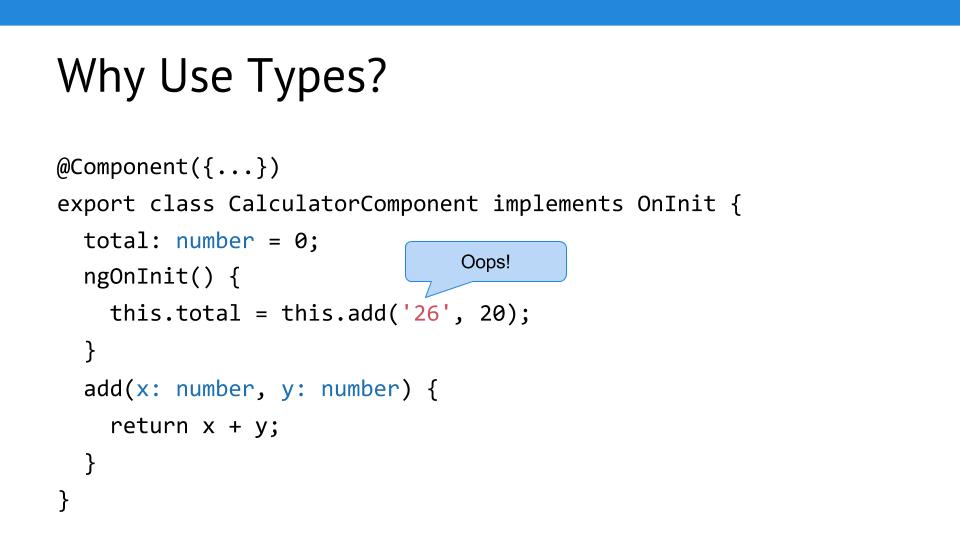 Why Use Types?
@Component({...})
export class CalculatorComponent implements OnInit {
total: number = 0;
Oops!
ngOnInit() {
this.total = this.add('26', 20);
}
add(x: number, y: number) {
return x + y;
}
}